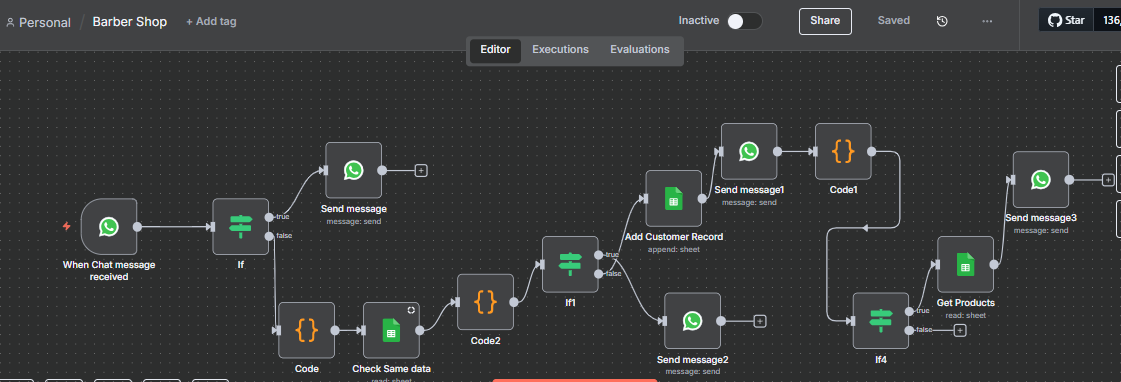 Personal / Barber Shop + Add tag Inactive Share Saved ... Star 136,
Editor Executions Evaluations
Send message
message: send
When Chat message
received
If
true
false
Code
Check Same data
read: sheet
Code2
If1
true
false
Add Customer Record
append: sheet
Send message1
message: send
Code1
Send message2
message: send
If4
true
false
Get Products
read: sheet
Send message3
message: send